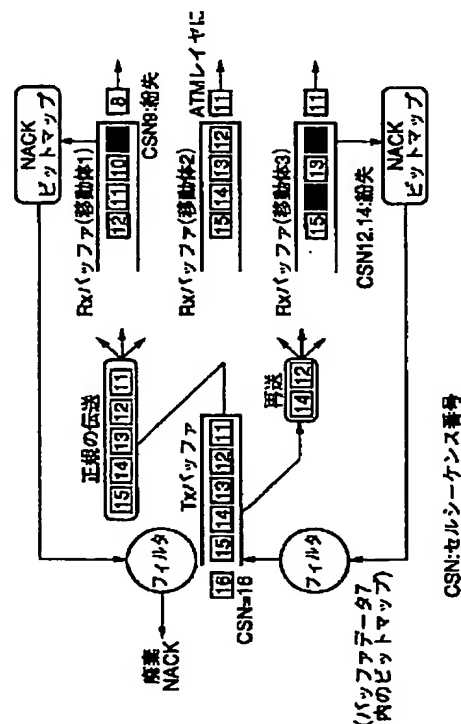 NACK
ビットマップ
正規の伝送
15 14 13 12 11
Rxバッファ(移動体1)
12 11 10
8
CSN9:紛失
フィルタ
廃棄
NACK
Txバッファ
16
15 14 13 12 11
CSN=16
Rxバッファ(移動体2)
15 14 13 12
11
ATMレイヤに
再送
14 12
Rxバッファ(移動体3)
15 13
11
CSN12.14:紛失
フィルタ
(バッファデータ7
内のビットマップ)
NACK
ビットマップ
CSN:セルシーケンス番号